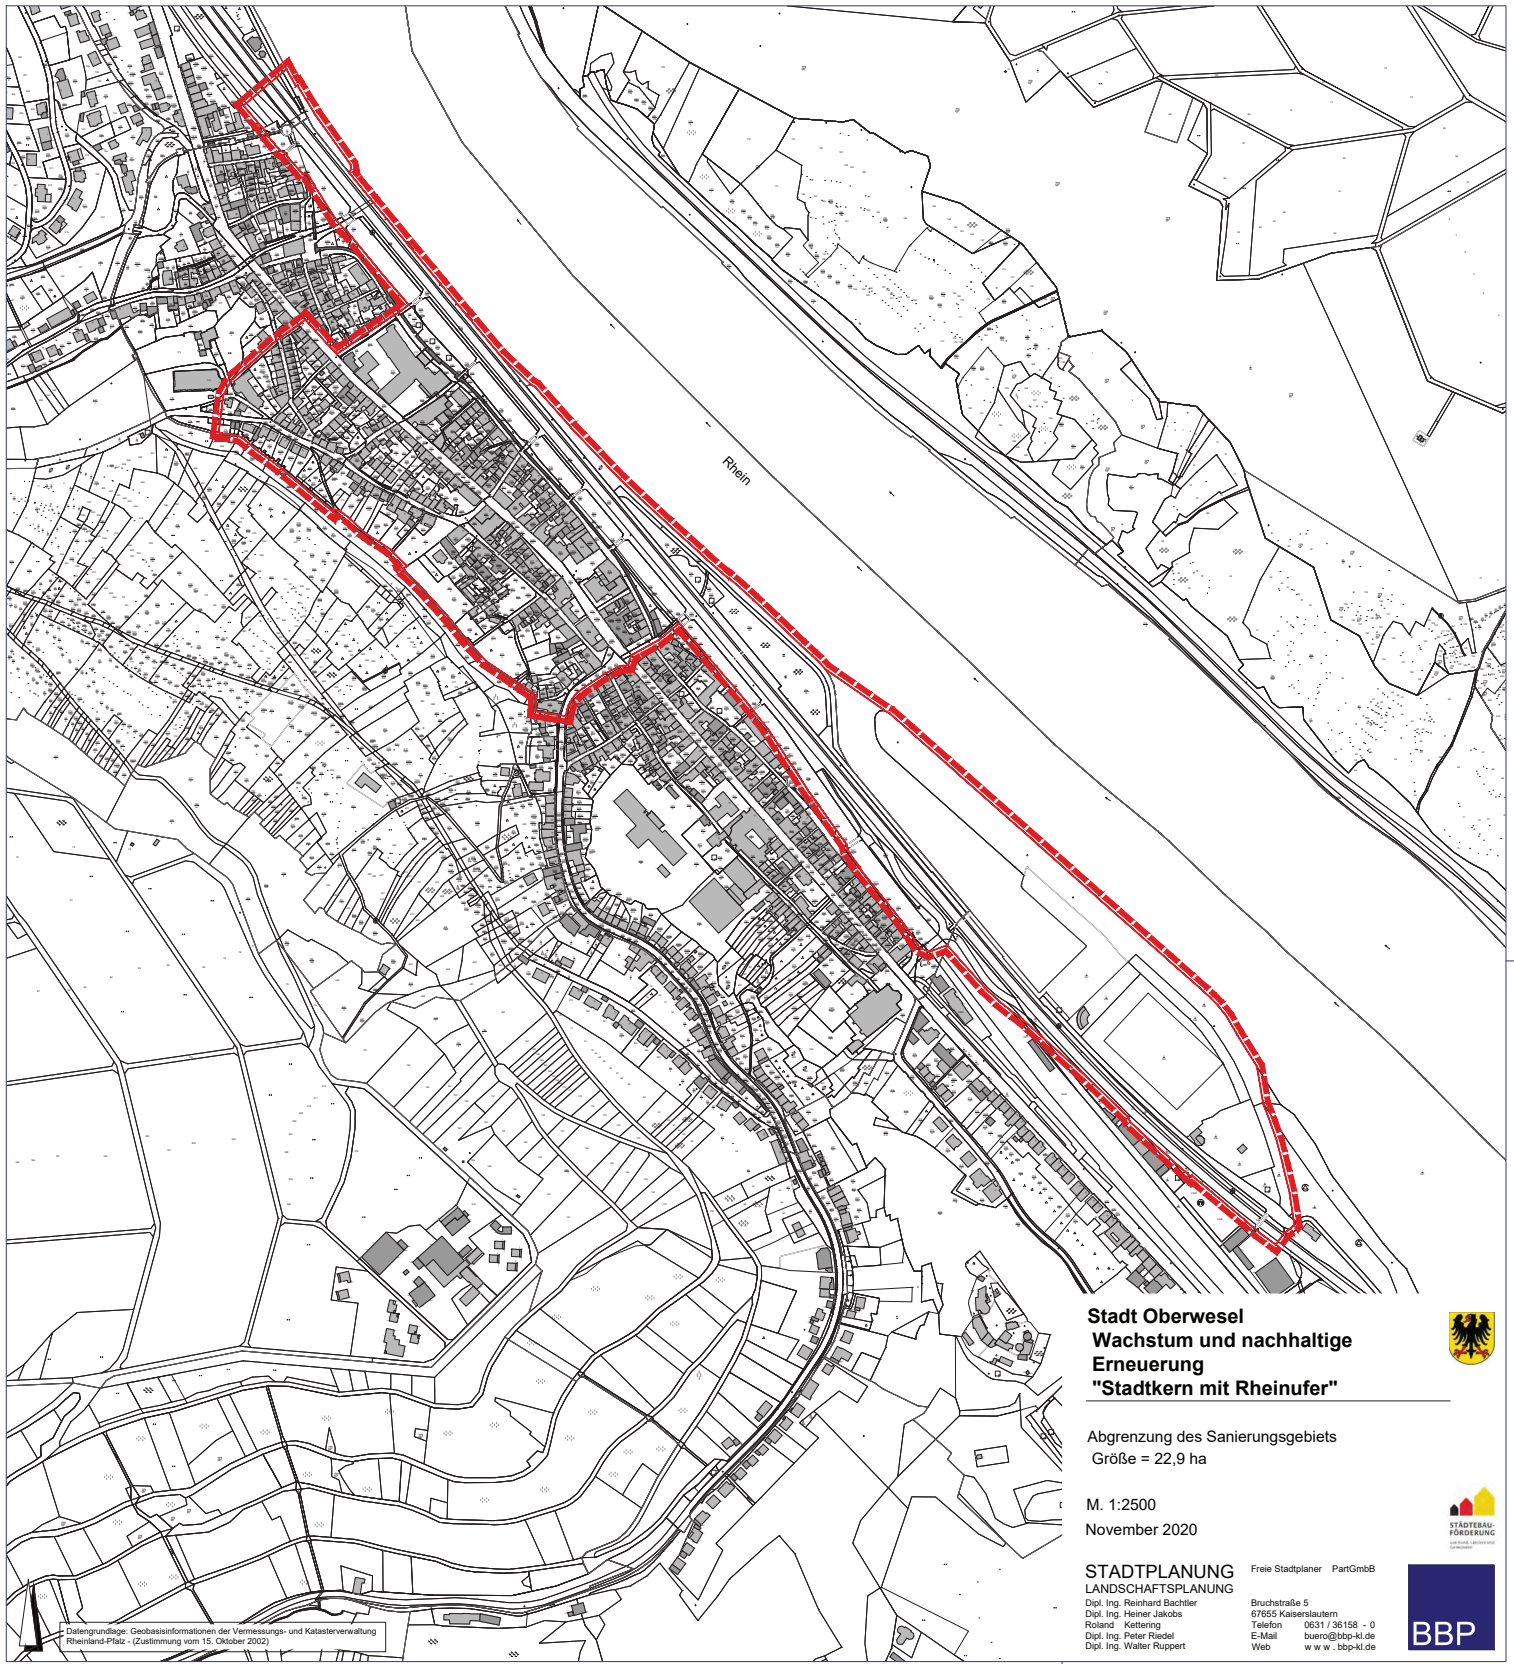 Rhein
Stadt Oberwesel
Wachstum und nachhaltige
Erneuerung
"Stadtkern mit Rheinufer"
Abgrenzung des Sanierungsgebiets
Größe = 22,9 ha
M. 1:2500
November 2020
STÄDTEBAU-
FÖRDERUNG
STADTPLANUNG Freie Stadtplaner PartGmbB
LANDSCHAFTSPLANUNG
Dipl. Ing. Reinhard Bachtler Bruchstraße 5
Dipl. Ing. Heiner Jakobs 67655 Kaiserslautern
Roland Kettering Telefon 0631 / 36158 - 0
Dipl. Ing. Peter Riedel E-Mail buero@bbp-kl.de
Dipl. Ing. Walter Ruppert Web w w w . bbp-kl.de
BBP
Datengrundlage: Geobasisinformationen der Vermessungs- und Katasterverwaltung
Rheinland-Pfalz - (Zustimmung vom 15. Oktober 2002)